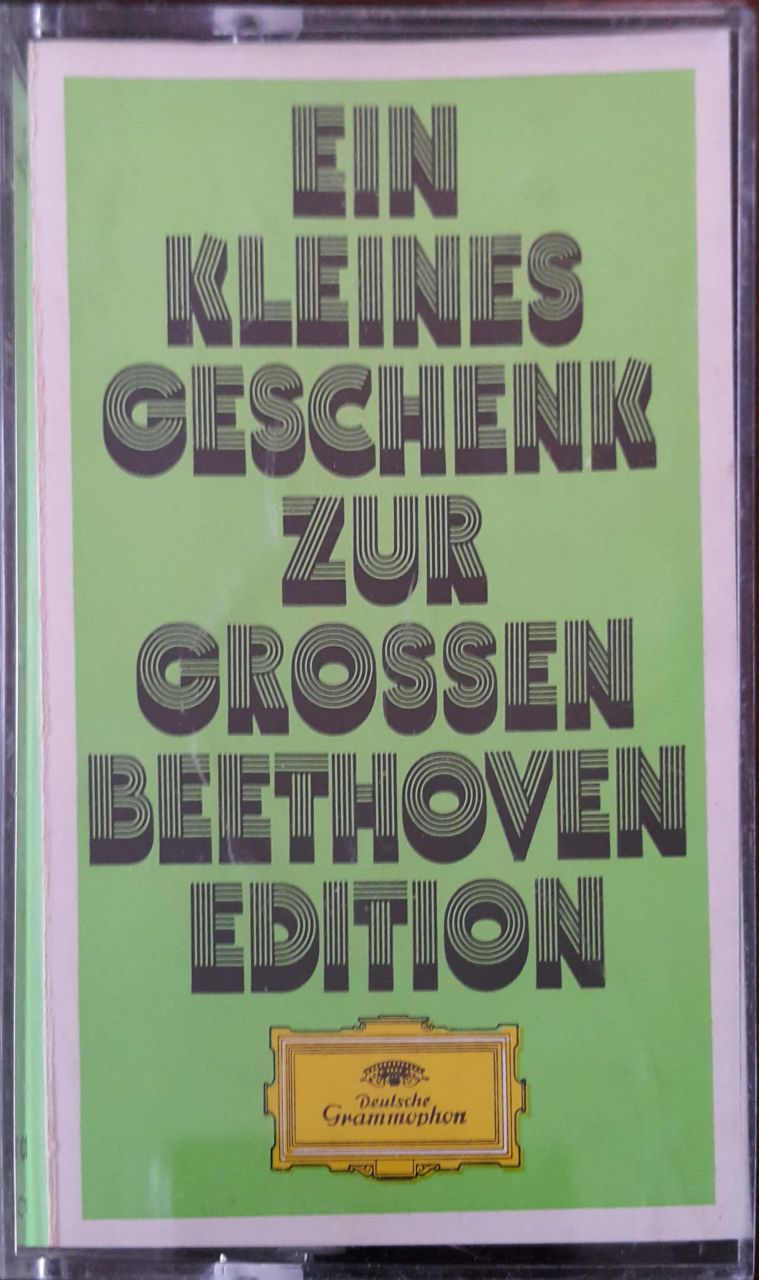 EIN
KLEINES
GESCHENK
ZUR
GROSSEN
BEETHOVEN
EDITION
Deutsche
Grammophon